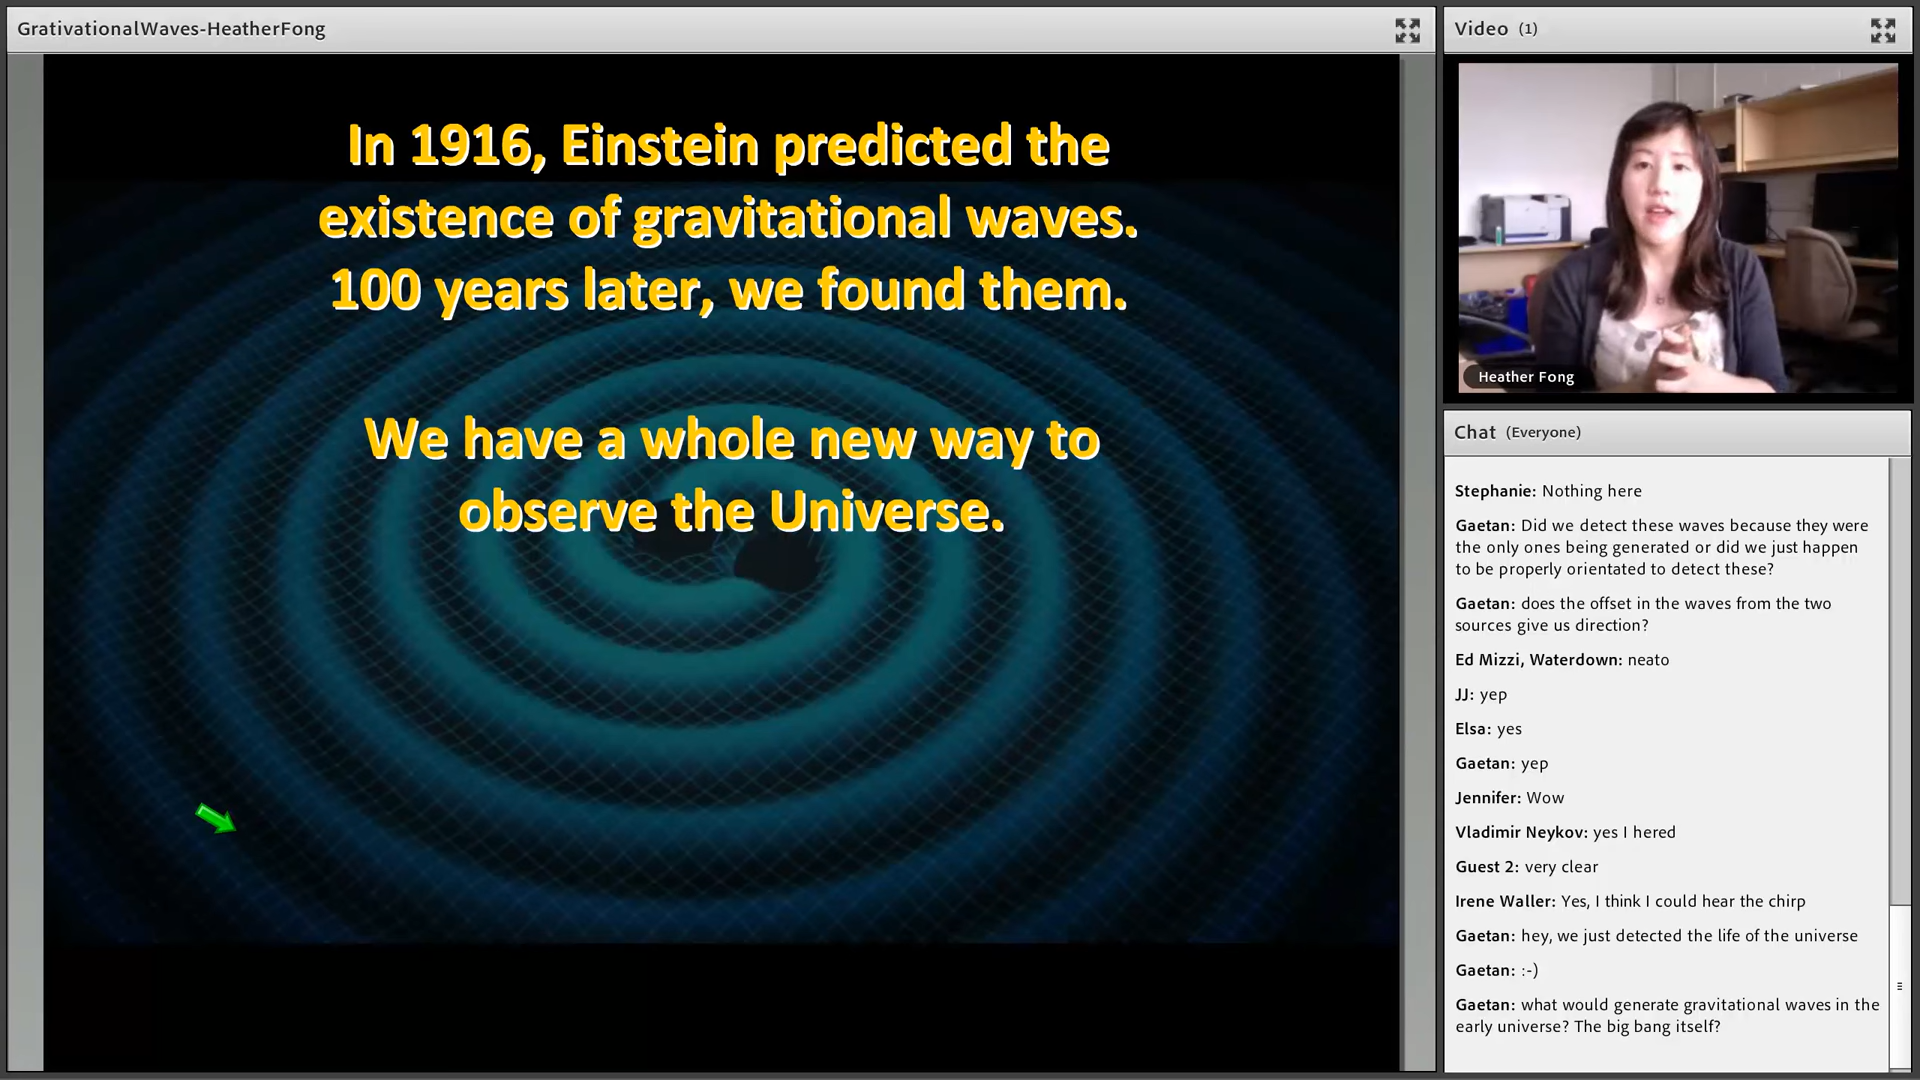 GrativationalWaves-HeatherFong
In 1916, Einstein predicted the
existence of gravitational waves.
100 years later, we found them.
We have a whole new way to
observe the Universe.
Video (1)
Heather Fong
Chat (Everyone)
Stephanie: Nothing here
Gaetan: Did we detect these waves because they were
the only ones being generated or did we just happen
to be properly orientated to detect these?
Gaetan: does the offset in the waves from the two
sources give us direction?
Ed Mizzi, Waterdown: neato
JJ: yep
Elsa: yes
Gaetan: yep
Jennifer: Wow
Vladimir Neykov: yes I hered
Guest 2: very clear
Irene Waller: Yes, I think I could hear the chirp
Gaetan: hey, we just detected the life of the universe
Gaetan: :-)
Gaetan: what would generate gravitational waves in the
early universe? The big bang itself?